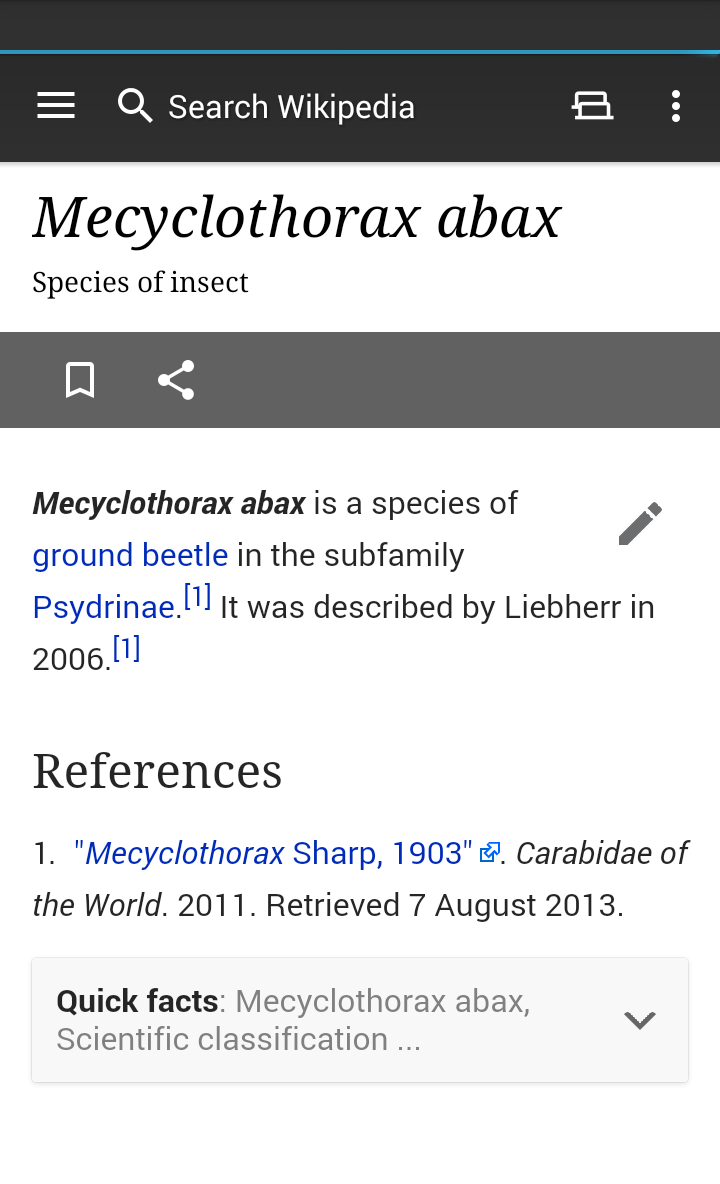 Search Wikipedia
Mecyclothorax abax
Species of insect
Mecyclothorax abax is a species of
ground beetle in the subfamily
Psydrinae.[1] It was described by Liebherr in
2006.[1]
References
1. "Mecyclothorax Sharp, 1903". Carabidae of
the World. 2011. Retrieved 7 August 2013.
Quick facts: Mecyclothorax abax,
Scientific classification ...